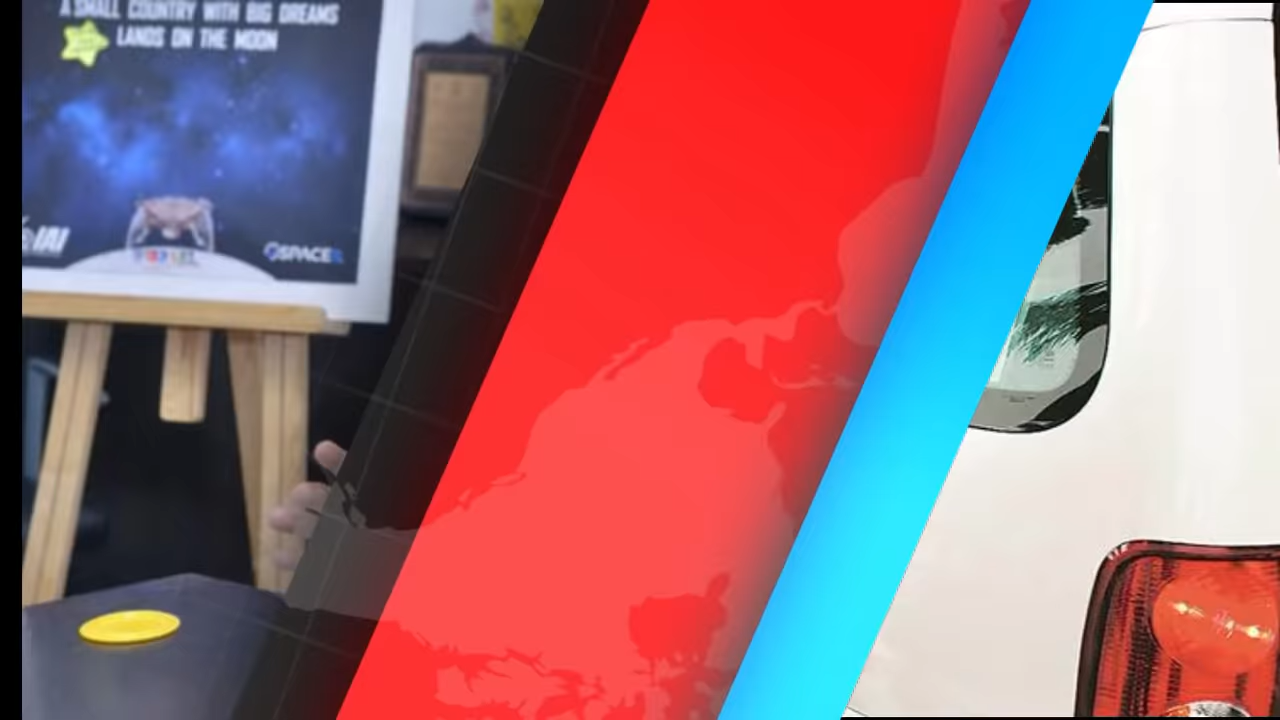 A SMALL COUNTRY WITH BIG DREAMS
LANDS ON THE MOON
IAI
SPACEIL